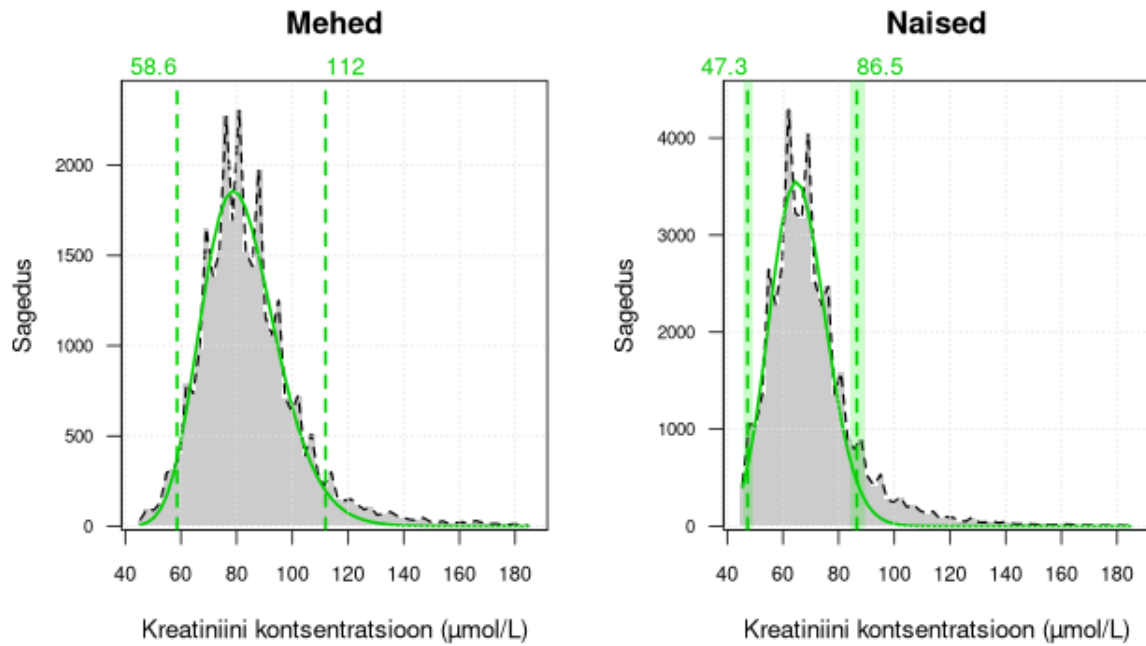 Mehed
58.6 112
Sagedus
2000
1500
1000
500
0
40 60 80 100 120 140 160 180
Kreatiniini kontsentratsioon (µmol/L)
Naised
47.3 86.5
Sagedus
4000
3000
2000
1000
0
40 60 80 100 120 140 160 180
Kreatiniini kontsentratsioon (µmol/L)